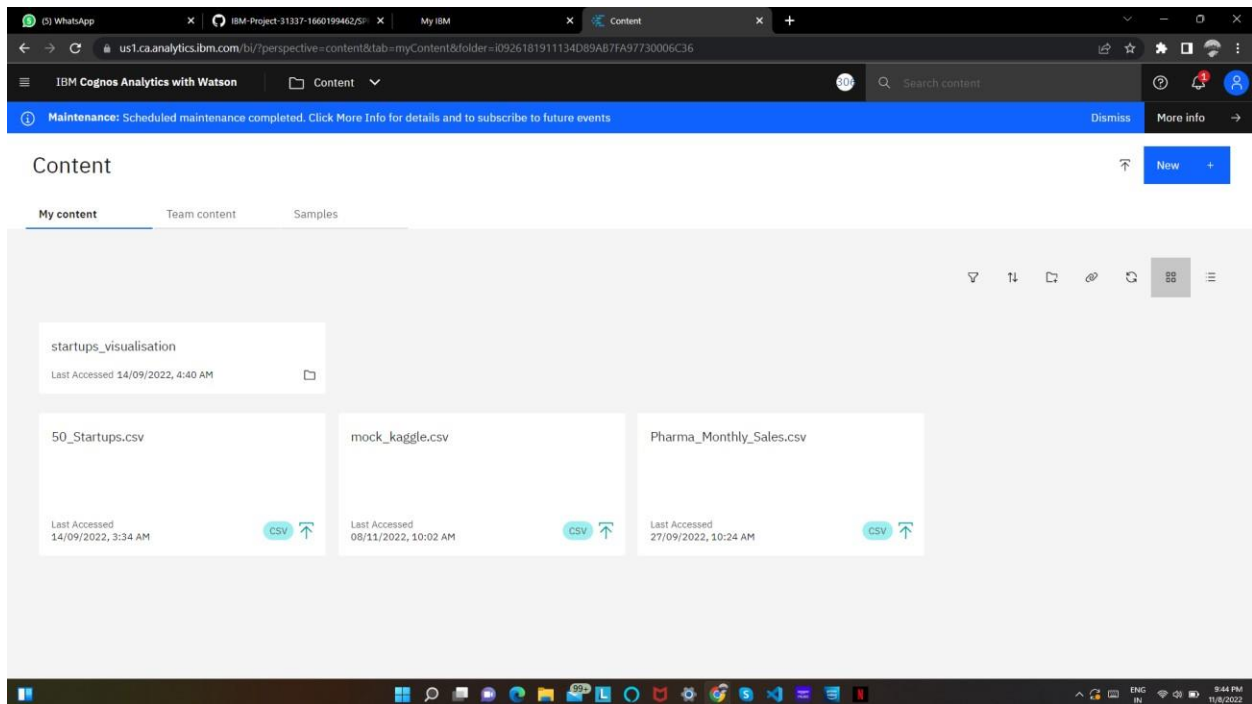 (5) WhatsApp
IBM-Project-31337-1660199462/SP
My IBM
Content
us1.ca.analytics.ibm.com/bi/?perspective=content&tab=myContent&folder=i0926181911134D89AB7FA97730006C36
IBM Cognos Analytics with Watson
Content
Search content
1
Maintenance: Scheduled maintenance completed. Click More Info for details and to subscribe to future events
Dismiss
More info
Content
New +
My content Team content Samples
startups_visualisation
Last Accessed 14/09/2022, 4:40 AM
50_Startups.csv
Last Accessed
14/09/2022, 3:34 AM
CSV
mock_kaggle.csv
Last Accessed
08/11/2022, 10:02 AM
CSV
Pharma_Monthly_Sales.csv
Last Accessed
27/09/2022, 10:24 AM
CSV
99+
L
S
N
ENG
IN
9:44 PM
11/8/2022